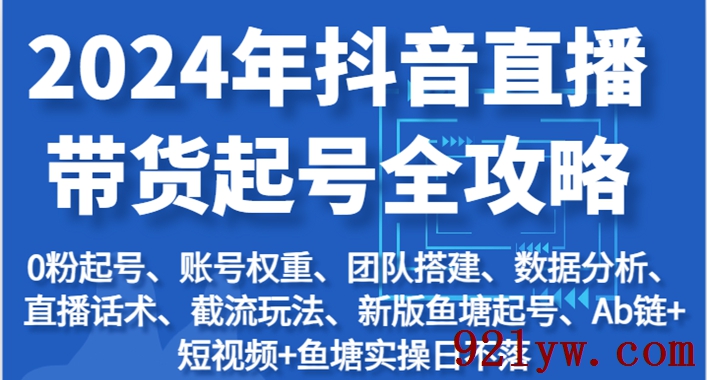 2024年抖音直播
带货起号全攻略
0粉起号、账号权重、团队搭建、数据分析、
直播话术、截流玩法、新版鱼塘起号、Ab链+
短视频+鱼塘实操日不落
921yw.com